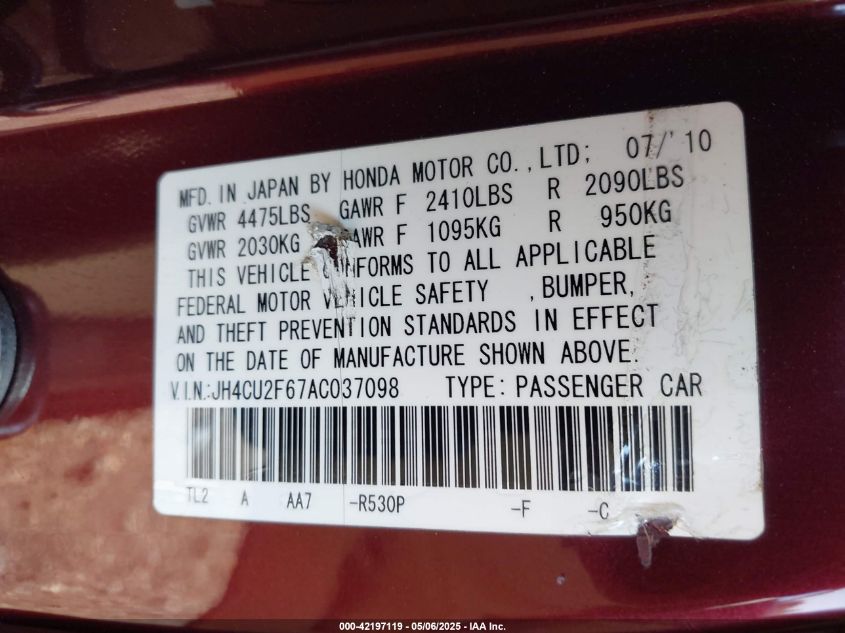 MFD. IN JAPAN BY HONDA MOTOR CO., LTD; 07/'10
GVWR 4475LBS GAWR F 2410LBS R 2090LBS
GVWR 2030KG GAWR F 1095KG R 950KG
THIS VEHICLE CONFORMS TO ALL APPLICABLE
FEDERAL MOTOR VEHICLE SAFETY , BUMPER,
AND THEFT PREVENTION STANDARDS IN EFFECT
ON THE DATE OF MANUFACTURE SHOWN ABOVE.
V.I.N.:JH4CU2F67AC037098 TYPE: PASSENGER CAR
TL2 A AA7 -R530P -F -C
000-42197119 - 05/06/2025 - IAA Inc.